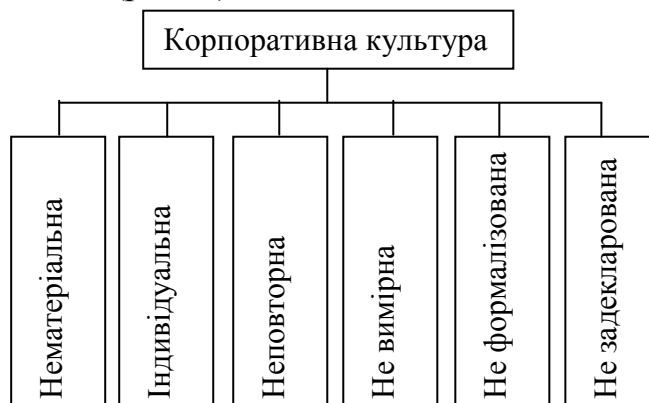 Корпоративна культура
Нематеріальна
Індивідуальна
Неповторна
Не вимірна
Не формалізована
Не задекларована